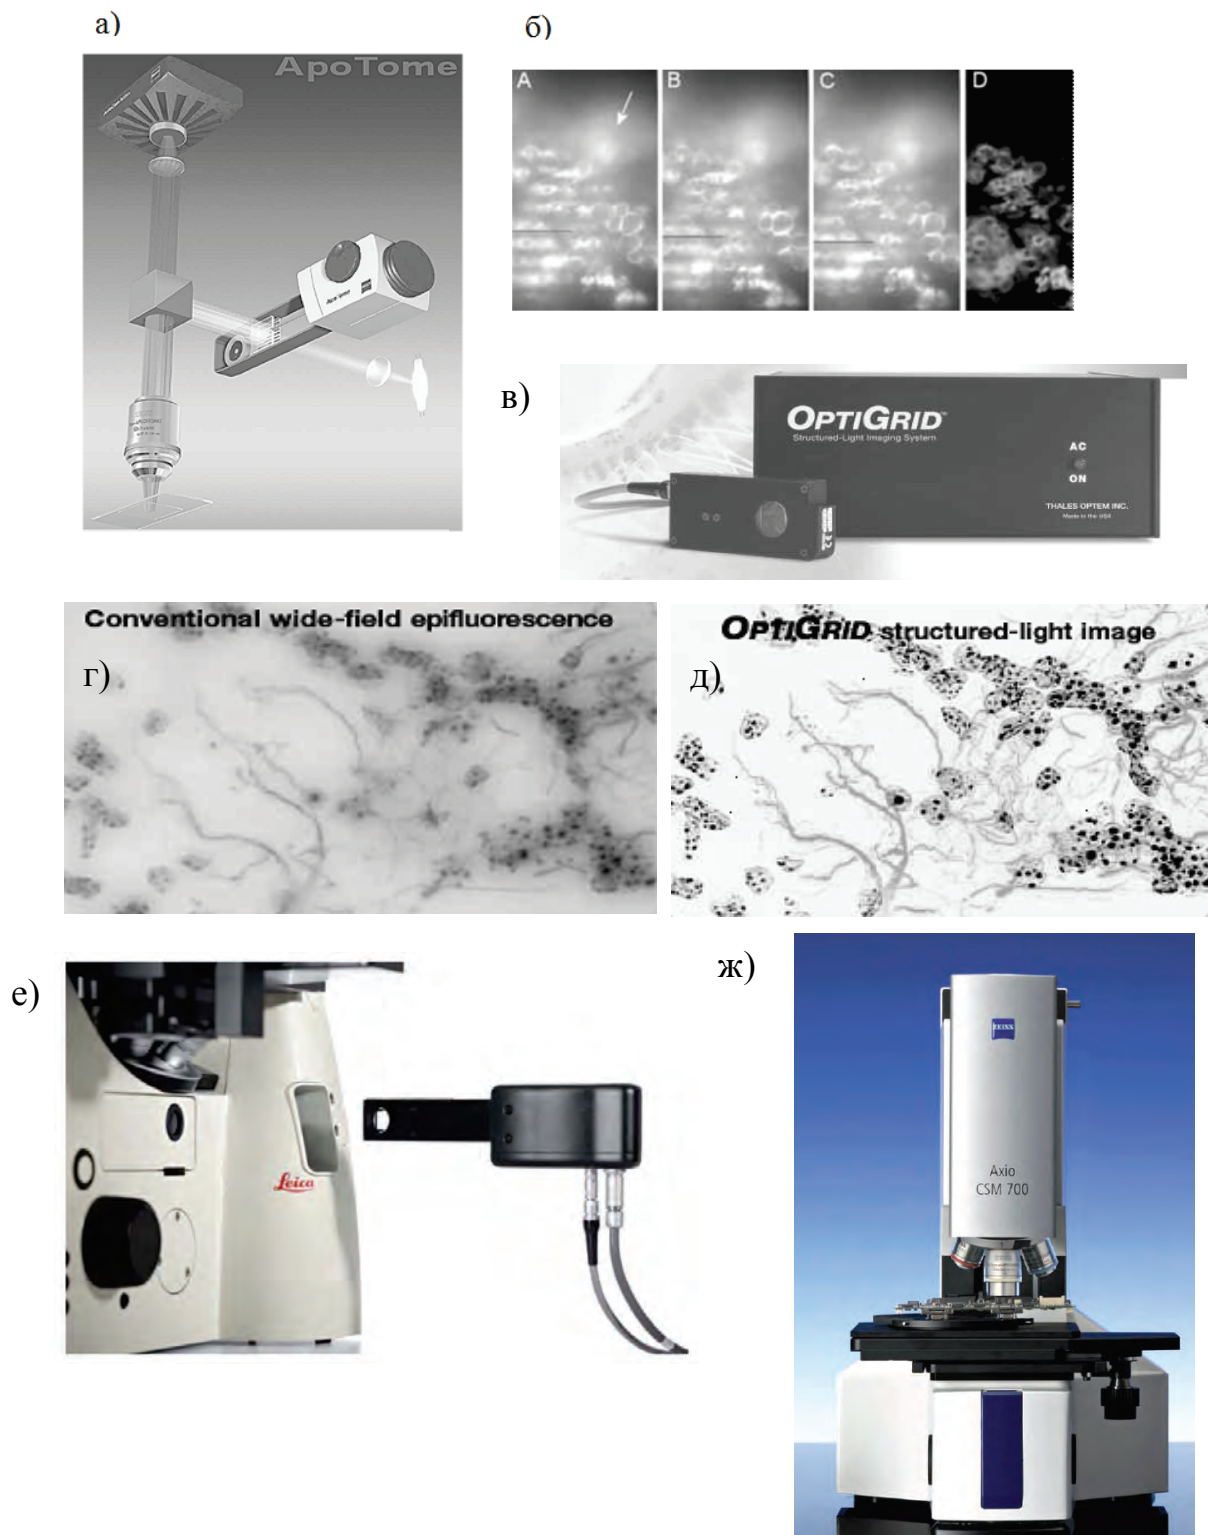 а)
б)
ApoTome
A
B
C
D
в)
OPTIGRID™
Structured-Light Imaging System
AC
ON
THALES OPTEM INC.
Made in the USA
Conventional wide-field epifluorescence
г)
OPTIGRID structured-light image
д)
е)
Leica
ж)
ZEISS
Axio
CSM 700